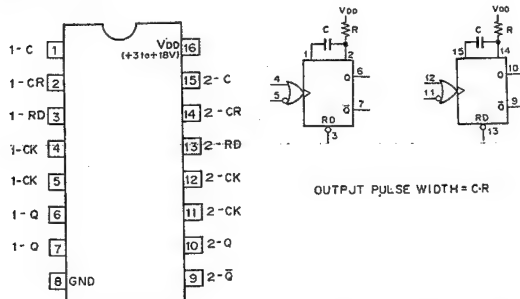 1-C 1
1-CR 2
1-RD 3
1-CK 4
1-CK 5
1-Q 6
1-Q 7
8 GND
VDD 16
(+3 to +18V)
15 2-C
14 2-CR
13 2-RD
12 2-CK
11 2-CK
10 2-Q
9 2-Q̅
VDD
C R
1 2
4
5
Q 6
Q̅ 7
RD
3
VDD
C R
15 14
12
11
Q 10
Q̅ 9
RD
13
OUTPUT PULSE WIDTH = C·R